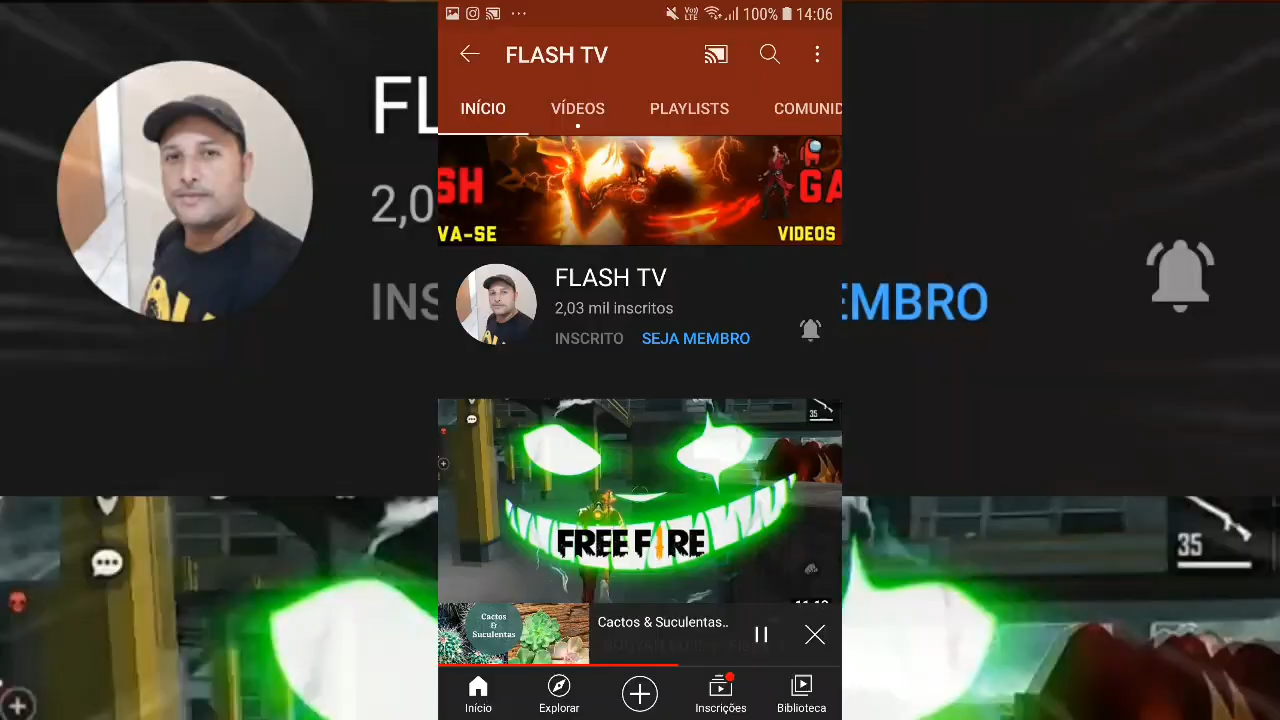 100% 14:06
FLASH TV
INÍCIO VÍDEOS PLAYLISTS COMUNID
SH GA
VA-SE VIDEOS
FLASH TV
2,03 mil inscritos
INSCRITO SEJA MEMBRO
FL
2,0
INS EMBRO
35
FREE FIRE
35
Cactos
&
Suculentas
Cactos & Suculentas..
Início Explorar Inscrições Biblioteca